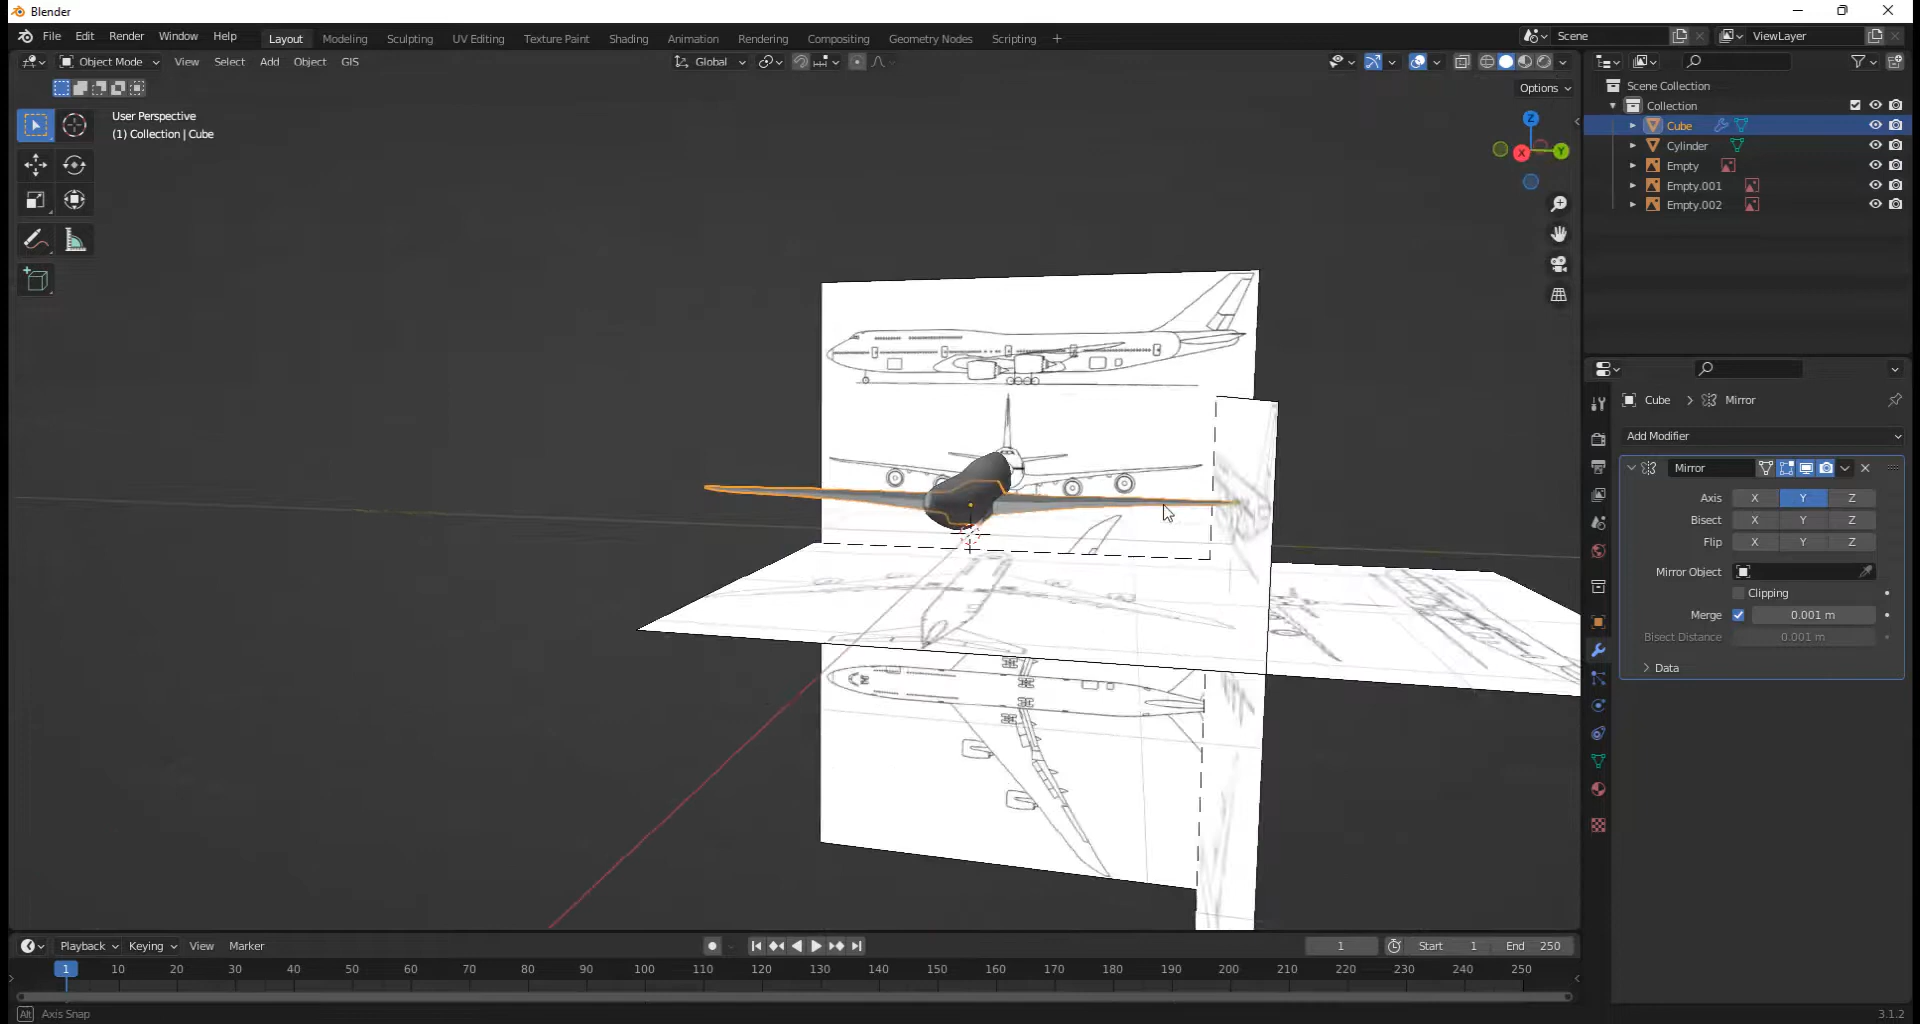 Blender
File Edit Render Window Help
Layout Modeling Sculpting UV Editing Texture Paint Shading Animation Rendering Compositing Geometry Nodes Scripting +
Scene
ViewLayer
Object Mode View Select Add Object GIS
Global
Options
User Perspective
(1) Collection | Cube
Z
X
Y
Scene Collection
Collection
Cube
Cylinder
Empty
Empty.001
Empty.002
Cube > Mirror
Add Modifier
Mirror
Axis X Y Z
Bisect X Y Z
Flip X Y Z
Mirror Object
Clipping
Merge 0.001 m
Bisect Distance 0.001 m
Data
Playback Keying View Marker
1 Start 1 End 250
1 10 20 30 40 50 60 70 80 90 100 110 120 130 140 150 160 170 180 190 200 210 220 230 240 250
Alt Axis Snap
3.1.2